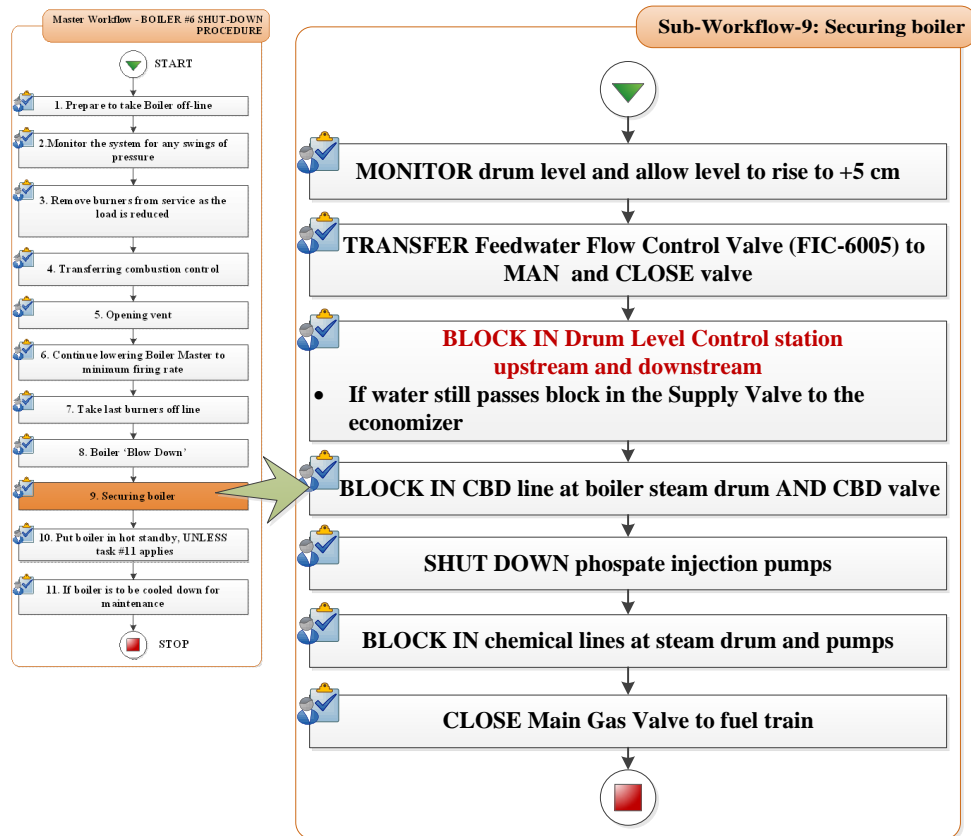 Master Workflow - BOILER #6 SHUT-DOWN
PROCEDURE
START
1. Prepare to take Boiler off-line
2.Monitor the system for any swings of
pressure
3. Remove burners from service as the
load is reduced
4. Transferring combustion control
5. Opening vent
6. Continue lowering Boiler Master to
minimum firing rate
7. Take last burners off line
8. Boiler ‘Blow Down’
9. Securing boiler
10. Put boiler in hot standby, UNLESS
task #11 applies
11. If boiler is to be cooled down for
maintenance
STOP
Sub-Workflow-9: Securing boiler
MONITOR drum level and allow level to rise to +5 cm
TRANSFER Feedwater Flow Control Valve (FIC-6005) to
MAN and CLOSE valve
BLOCK IN Drum Level Control station
upstream and downstream
• If water still passes block in the Supply Valve to the
economizer
BLOCK IN CBD line at boiler steam drum AND CBD valve
SHUT DOWN phospate injection pumps
BLOCK IN chemical lines at steam drum and pumps
CLOSE Main Gas Valve to fuel train